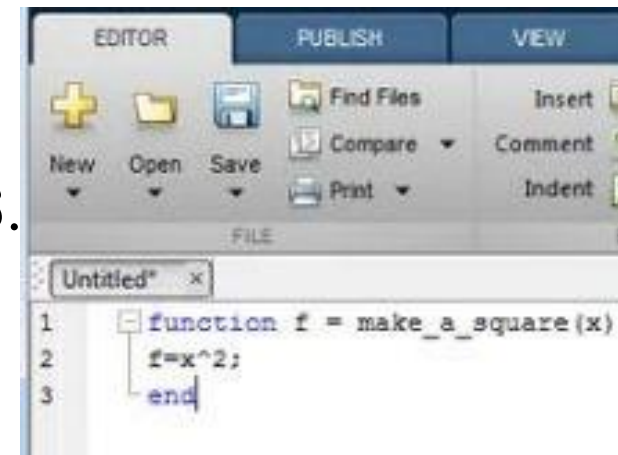 EDITOR PUBLISH VIEW
Find Files Insert
Compare Comment
New Open Save
Print Indent
FILE
Untitled* ×
1 function f = make_a_square(x)
2 f=x^2;
3 end